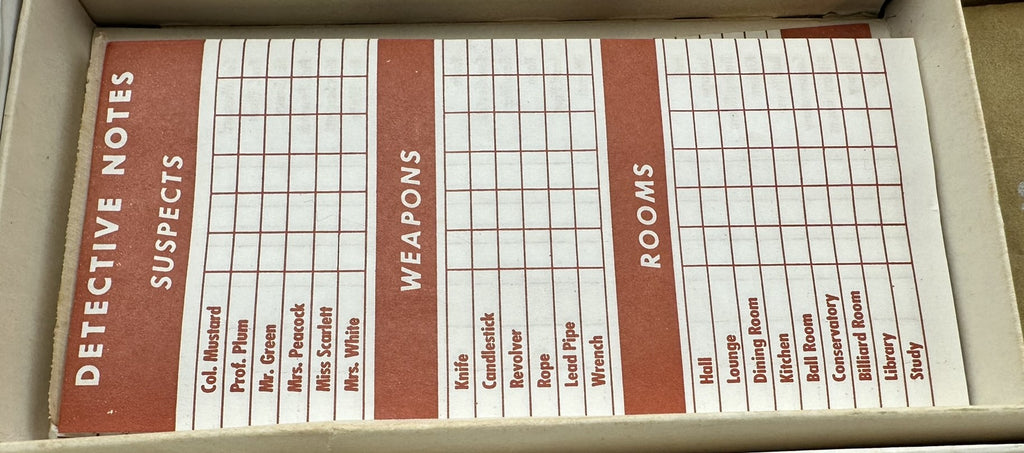 DETECTIVE NOTES
SUSPECTS
Col. Mustard
Prof. Plum
Mr. Green
Mrs. Peacock
Miss Scarlett
Mrs. White
WEAPONS
Knife
Candlestick
Revolver
Rope
Lead Pipe
Wrench
ROOMS
Hall
Lounge
Dining Room
Kitchen
Ball Room
Conservatory
Billiard Room
Library
Study